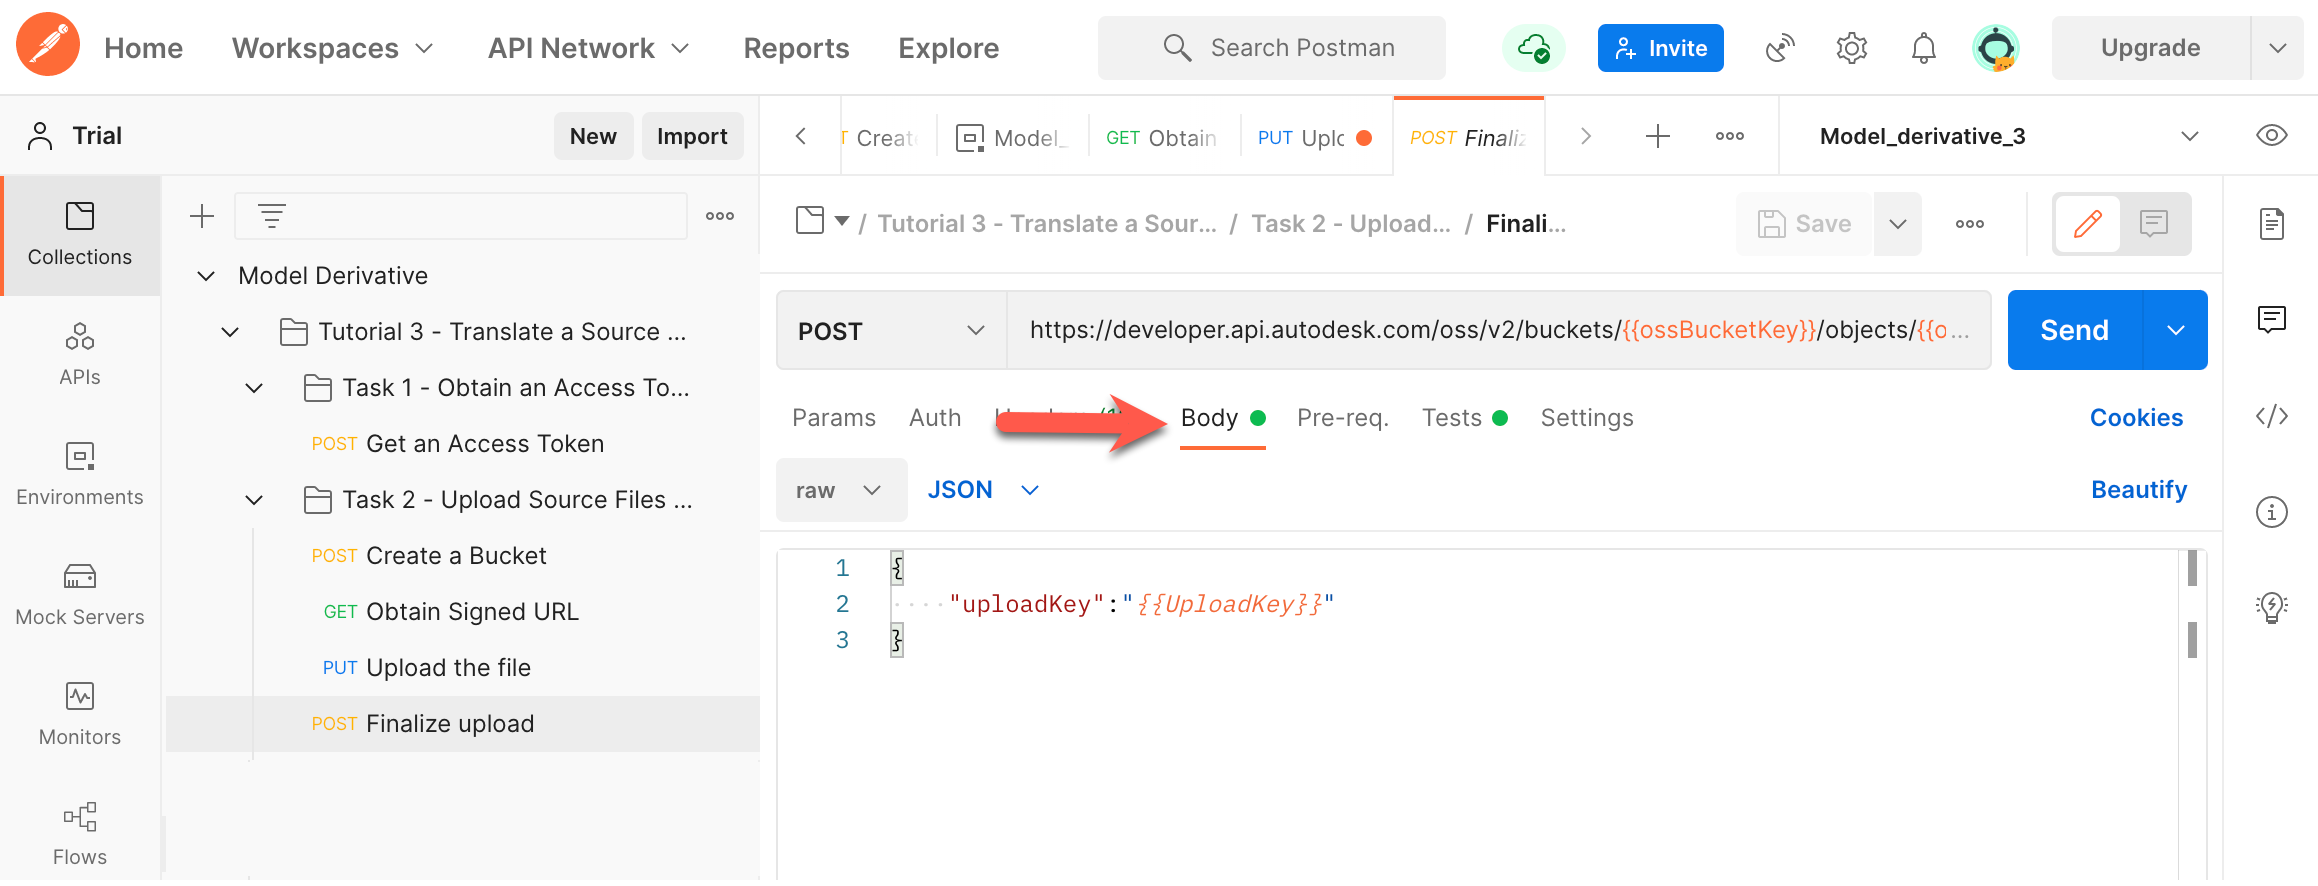 Home Workspaces API Network Reports Explore Search Postman Invite Upgrade
Trial New Import
Collections
APIs
Environments
Mock Servers
Monitors
Flows
Model Derivative
Tutorial 3 - Translate a Source ...
Task 1 - Obtain an Access To...
POST Get an Access Token
Task 2 - Upload Source Files ...
POST Create a Bucket
GET Obtain Signed URL
PUT Upload the file
POST Finalize upload
T Create Model_ GET Obtain PUT Uplo POST Finaliz Model_derivative_3
/ Tutorial 3 - Translate a Sour... / Task 2 - Upload... / Finali... Save
POST https://developer.api.autodesk.com/oss/v2/buckets/{{ossBucketKey}}/objects/{{o... Send
Params Auth Body Pre-req. Tests Settings Cookies
raw JSON Beautify
1 {
2 ····"uploadKey":"{{UploadKey}}"
3 }